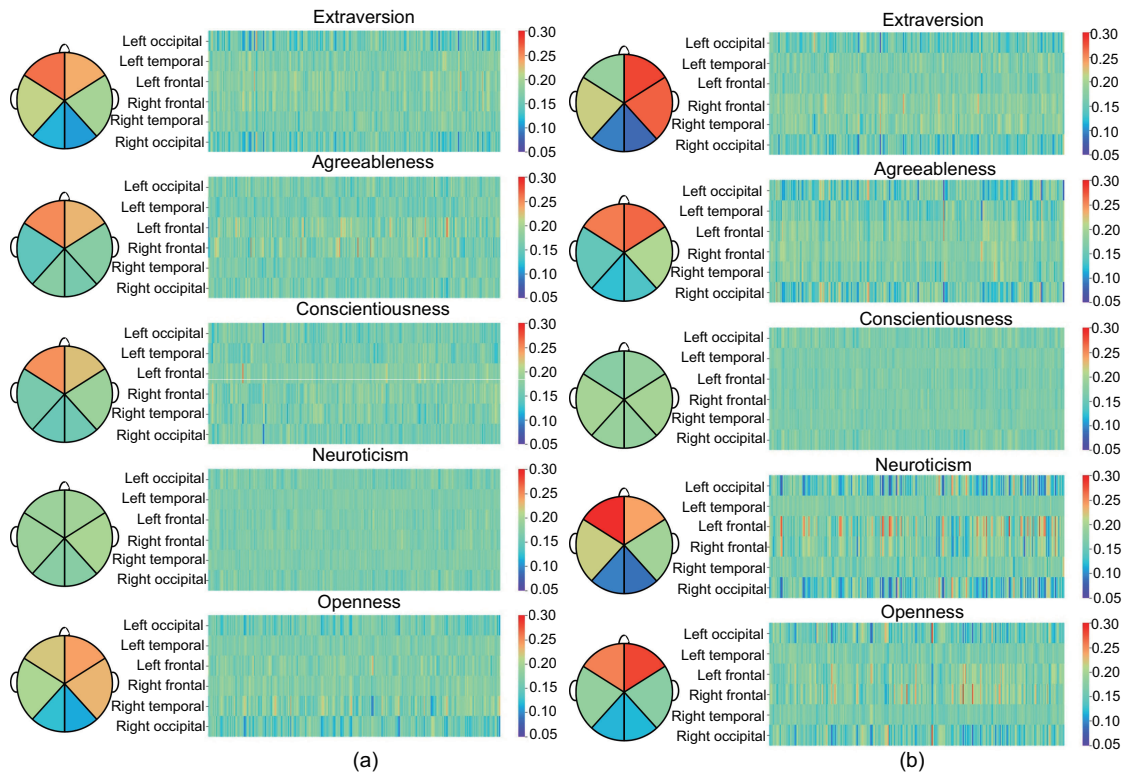 Extraversion
Left occipital
Left temporal
Left frontal
Right frontal
Right temporal
Right occipital
0.30
0.25
0.20
0.15
0.10
0.05
Agreeableness
Left occipital
Left temporal
Left frontal
Right frontal
Right temporal
Right occipital
0.30
0.25
0.20
0.15
0.10
0.05
Conscientiousness
Left occipital
Left temporal
Left frontal
Right frontal
Right temporal
Right occipital
0.30
0.25
0.20
0.15
0.10
0.05
Neuroticism
Left occipital
Left temporal
Left frontal
Right frontal
Right temporal
Right occipital
0.30
0.25
0.20
0.15
0.10
0.05
Openness
Left occipital
Left temporal
Left frontal
Right frontal
Right temporal
Right occipital
0.30
0.25
0.20
0.15
0.10
0.05
(a)
Extraversion
Left occipital
Left temporal
Left frontal
Right frontal
Right temporal
Right occipital
0.30
0.25
0.20
0.15
0.10
0.05
Agreeableness
Left occipital
Left temporal
Left frontal
Right frontal
Right temporal
Right occipital
0.30
0.25
0.20
0.15
0.10
0.05
Conscientiousness
Left occipital
Left temporal
Left frontal
Right frontal
Right temporal
Right occipital
0.30
0.25
0.20
0.15
0.10
0.05
Neuroticism
Left occipital
Left temporal
Left frontal
Right frontal
Right temporal
Right occipital
0.30
0.25
0.20
0.15
0.10
0.05
Openness
Left occipital
Left temporal
Left frontal
Right frontal
Right temporal
Right occipital
0.30
0.25
0.20
0.15
0.10
0.05
(b)